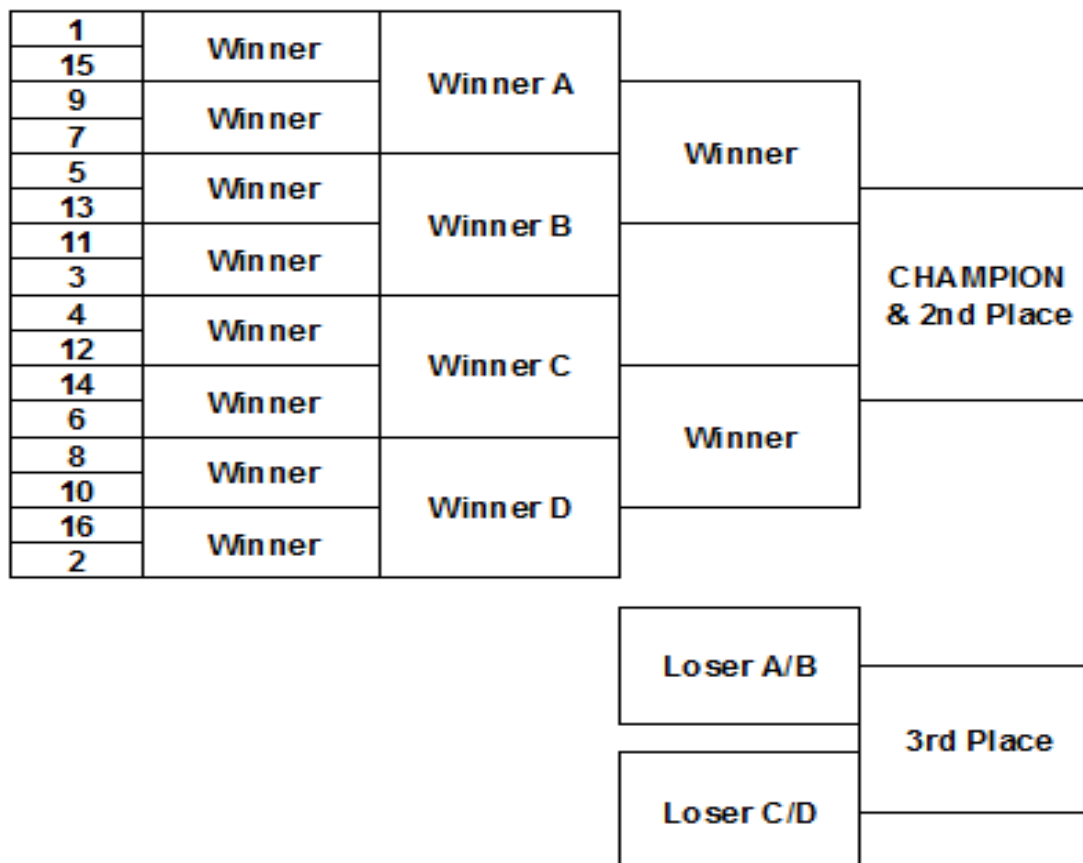 1
15
Winner
9
7
Winner
Winner A
5
13
Winner
11
3
Winner
Winner B
Winner
4
12
Winner
14
6
Winner
Winner C
8
10
Winner
16
2
Winner
Winner D
Winner
CHAMPION
& 2nd Place
Loser A/B
Loser C/D
3rd Place